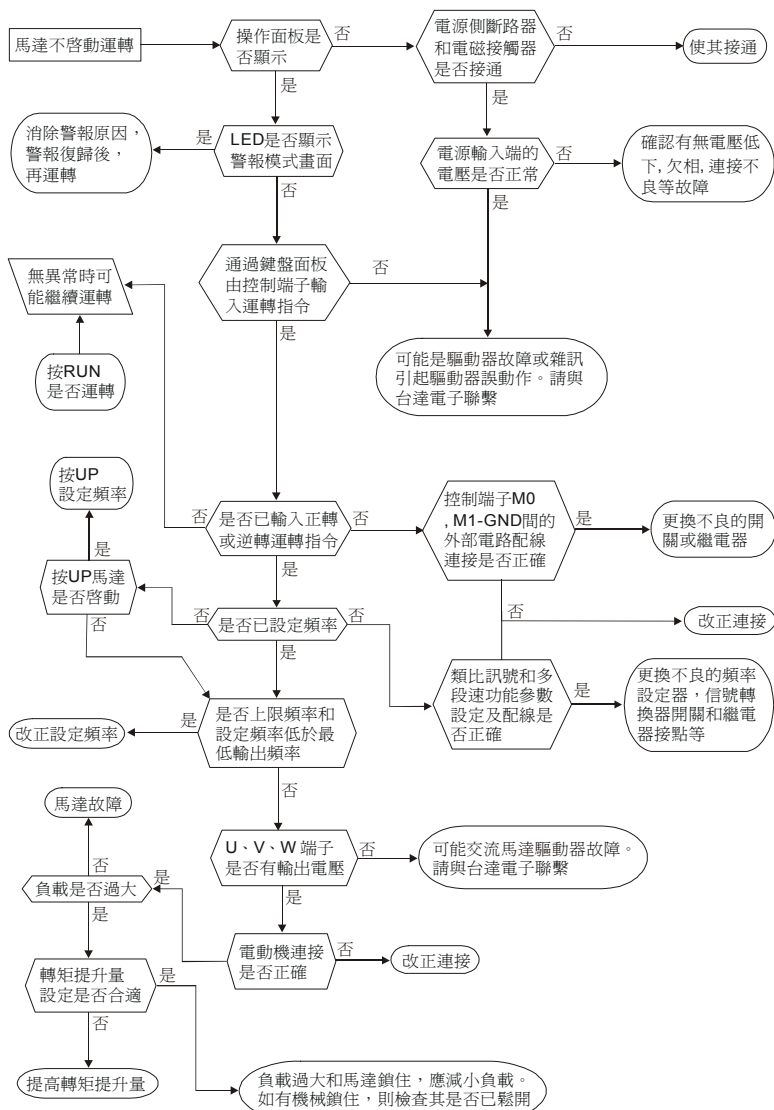 馬達不啓動運轉
操作面板是
否顯示
否
電源側斷路器
和電磁接觸器
是否接通
否
使其接通
是
是
消除警報原因，
警報復歸後，
再運轉
是
LED是否顯示
警報模式畫面
否
電源輸入端的
電壓是否正常
否
確認有無電壓低
下, 欠相, 連接不
良等故障
是
無異常時可
能繼續運轉
通過鍵盤面板
由控制端子輸
入運轉指令
否
是
按RUN
是否運轉
可能是驅動器故障或雜訊
引起驅動器誤動作。請與
台達電子聯繫
按UP
設定頻率
是
否
是否已輸入正轉
或逆轉運轉指令
否
控制端子M0
, M1-GND間的
外部電路配線
連接是否正確
是
更換不良的開
關或繼電器
是
按UP馬達
是否啓動
否
否
是否已設定頻率
否
否
改正連接
是
類比訊號和多
段速功能參數
設定及配線是
否正確
是
更換不良的頻率
設定器，信號轉
換器開關和繼電
器接點等
改正設定頻率
是
是否上限頻率和
設定頻率低於最
低輸出頻率
否
馬達故障
否
U、V、W 端子
是否有輸出電壓
否
可能交流馬達驅動器故障。
請與台達電子聯繫
負載是否過大
是
是
是
電動機連接
是否正確
否
改正連接
轉矩提升量
設定是否合適
是
否
提高轉矩提升量
負載過大和馬達鎖住，應減小負載。
如有機械鎖住，則檢查其是否已鬆開